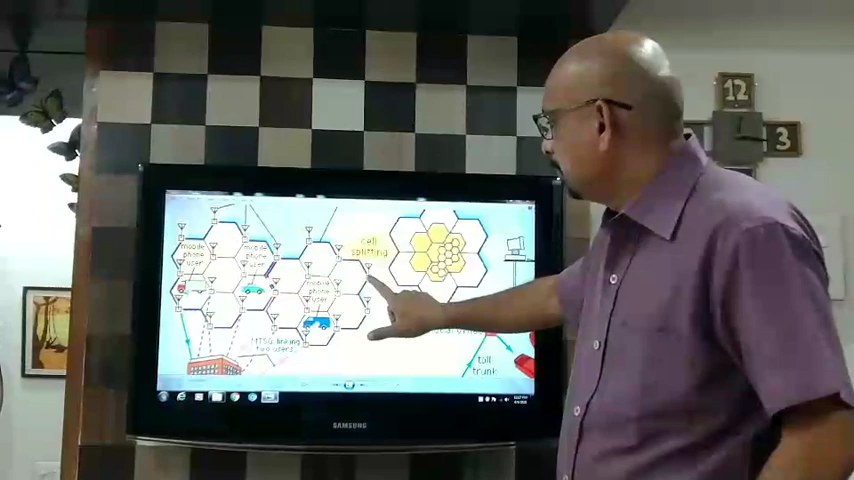 12
3
cell
splitting
mobile
phone
user
mobile
phone
user
mobile
phone
user
MTSO linking
two users
toll
trunk
SAMSUNG